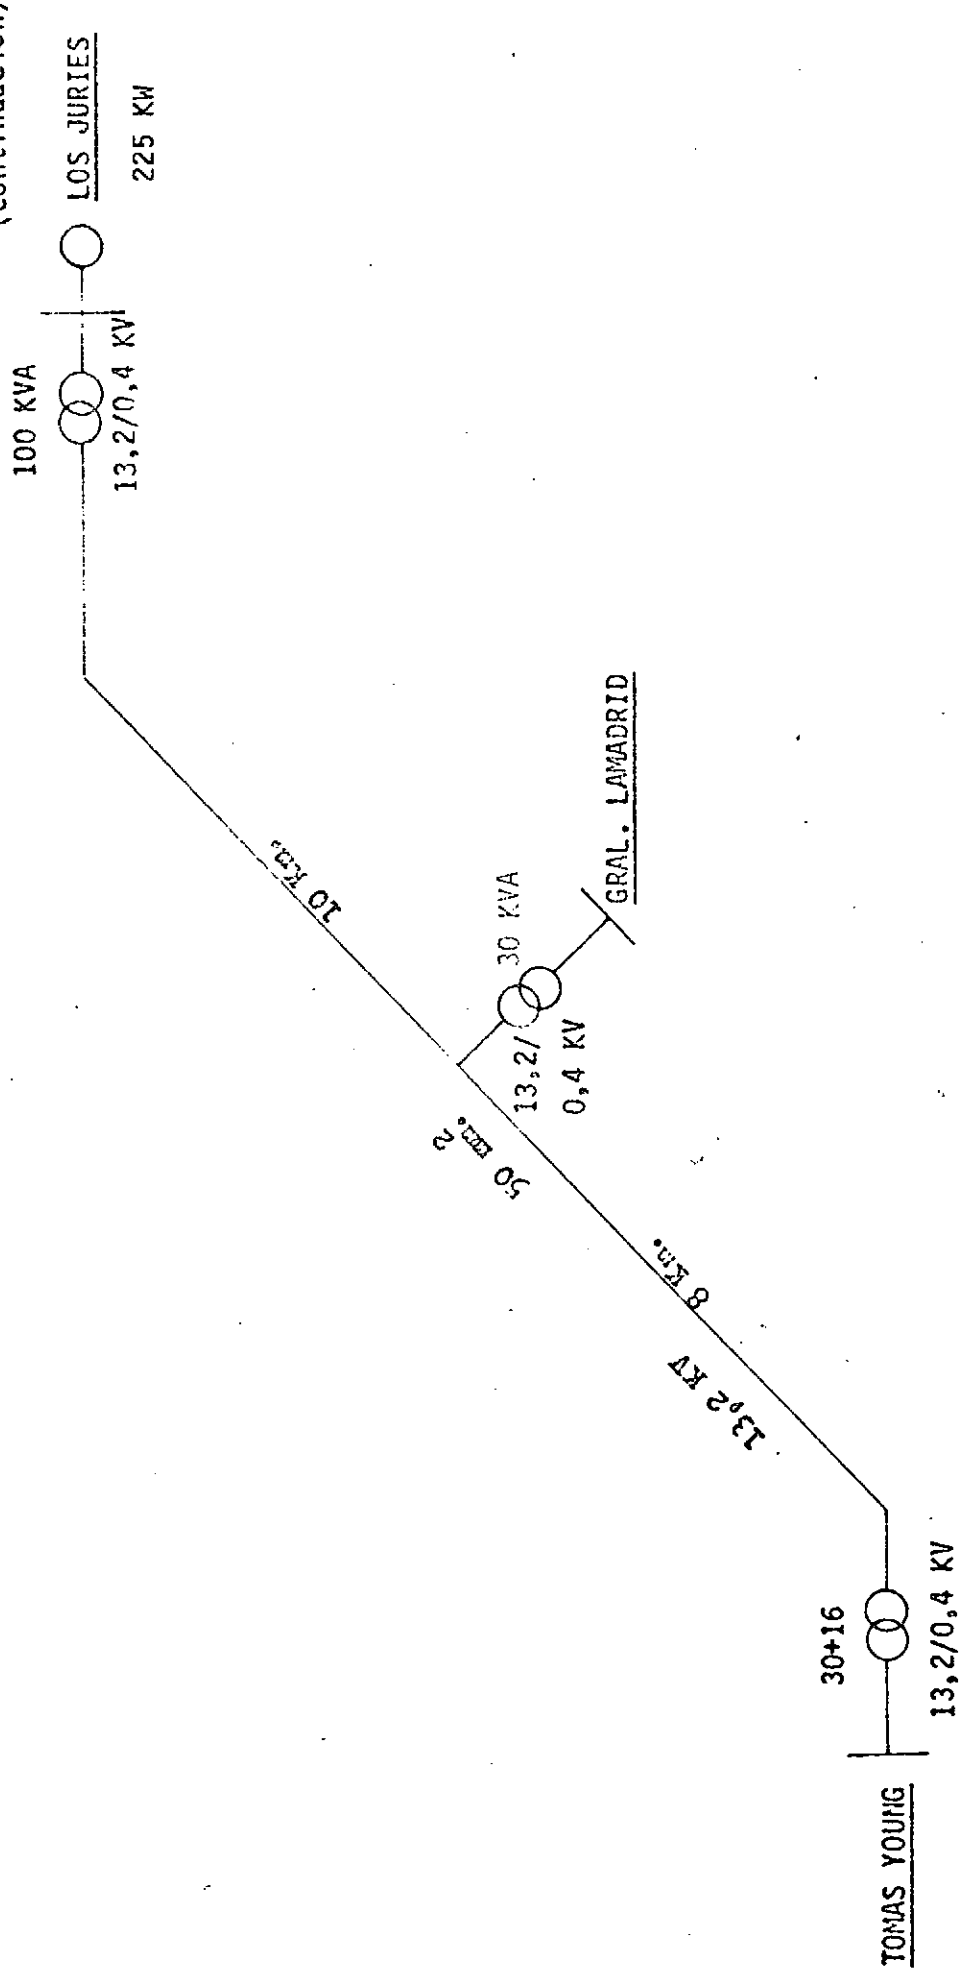 100 KVA
LOS JURIES
13,2/0,4 KV
225 KW
10 Km.
30 KVA
GRAL. LAMADRID
13,2/
0,4 KV
50 mm.2
8 Km.
13,2 KV
30+16
TOMAS YOUNG
13,2/0,4 KV